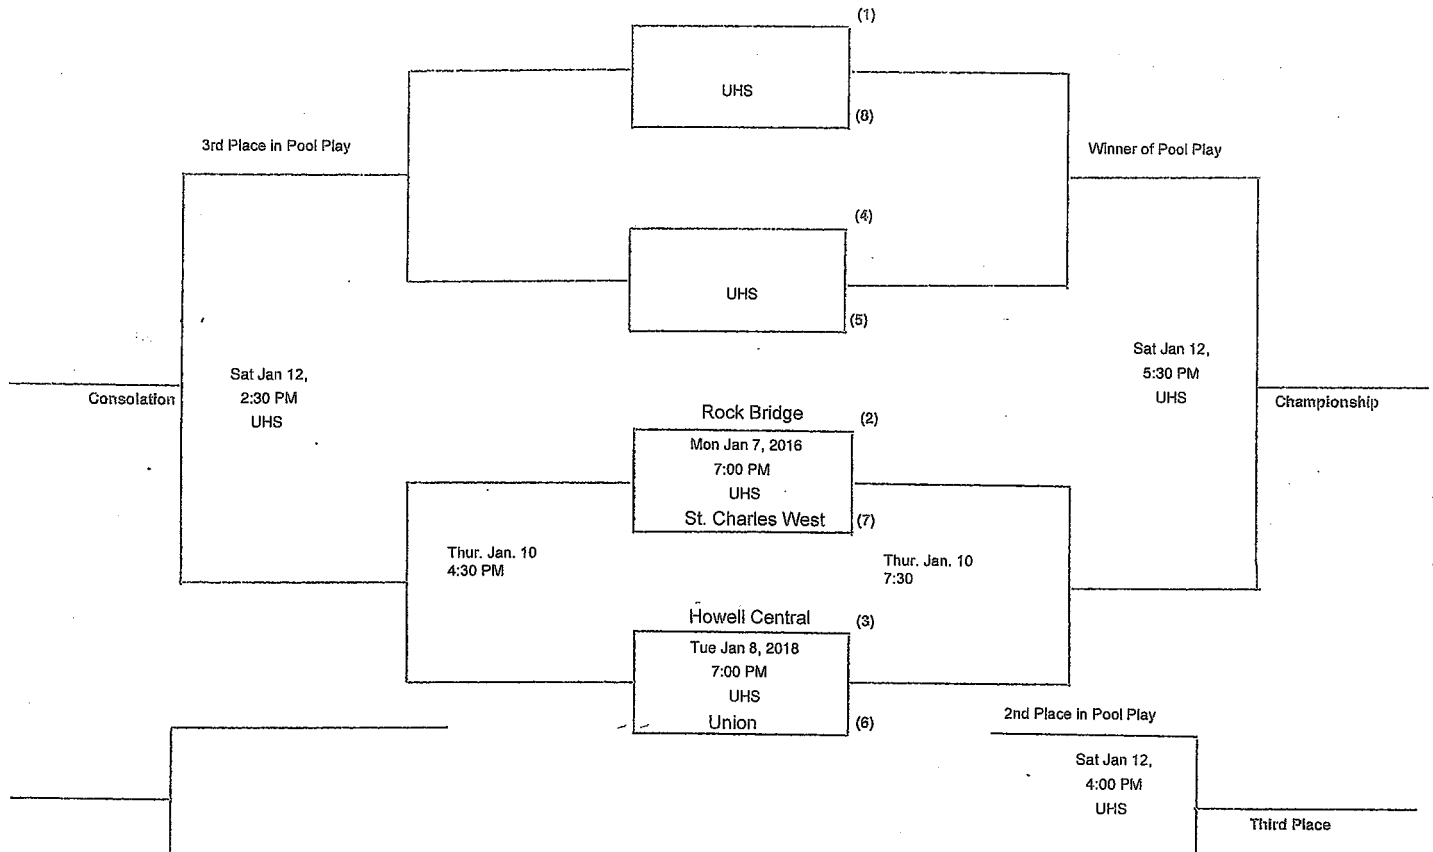 (1)
UHS
(8)
3rd Place in Pool Play
Winner of Pool Play
(4)
UHS
(5)
Sat Jan 12,
2:30 PM
UHS
Sat Jan 12,
5:30 PM
UHS
Consolation
Championship
Rock Bridge
(2)
Mon Jan 7, 2016
7:00 PM
UHS
St. Charles West
(7)
Thur. Jan. 10
4:30 PM
Thur. Jan. 10
7:30
Howell Central
(3)
Tue Jan 8, 2018
7:00 PM
UHS
Union
(6)
2nd Place in Pool Play
Sat Jan 12,
4:00 PM
UHS
Third Place